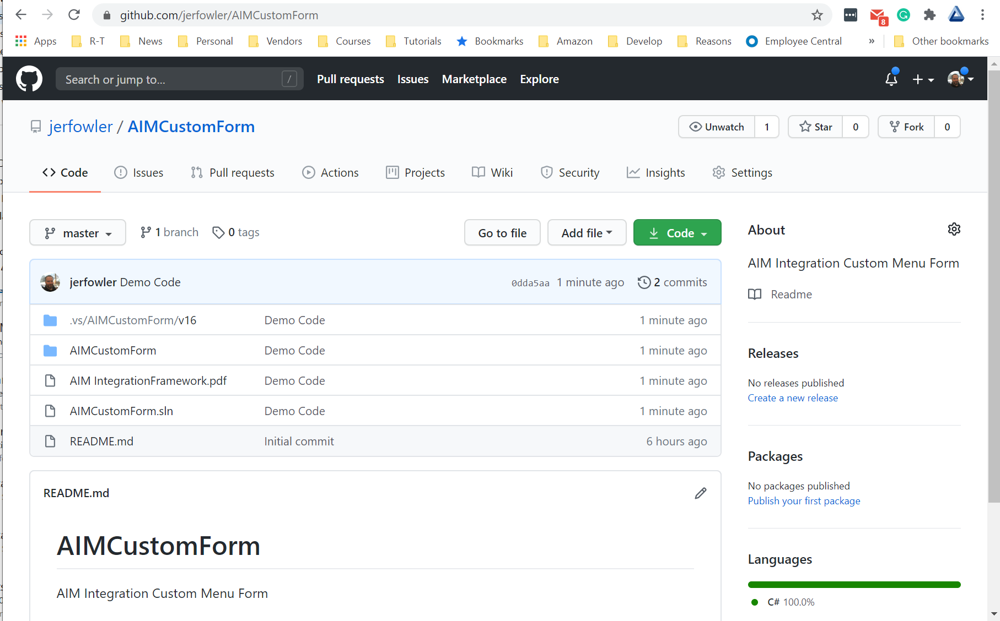 github.com/jerfowler/AIMCustomForm
8
Apps R-T News Personal Vendors Courses Tutorials Bookmarks Amazon Develop Reasons Employee Central » Other bookmarks
Search or jump to... /
Pull requests Issues Marketplace Explore
jerfowler / AIMCustomForm
Unwatch 1 Star 0 Fork 0
<> Code Issues Pull requests Actions Projects Wiki Security Insights Settings
master 1 branch 0 tags Go to file Add file Code
jerfowler Demo Code 0dda5aa 1 minute ago 2 commits
.vs/AIMCustomForm/v16 Demo Code 1 minute ago
AIMCustomForm Demo Code 1 minute ago
AIM IntegrationFramework.pdf Demo Code 1 minute ago
AIMCustomForm.sln Demo Code 1 minute ago
README.md Initial commit 6 hours ago
README.md
AIMCustomForm
AIM Integration Custom Menu Form
About
AIM Integration Custom Menu Form
Readme
Releases
No releases published
Create a new release
Packages
No packages published
Publish your first package
Languages
C# 100.0%